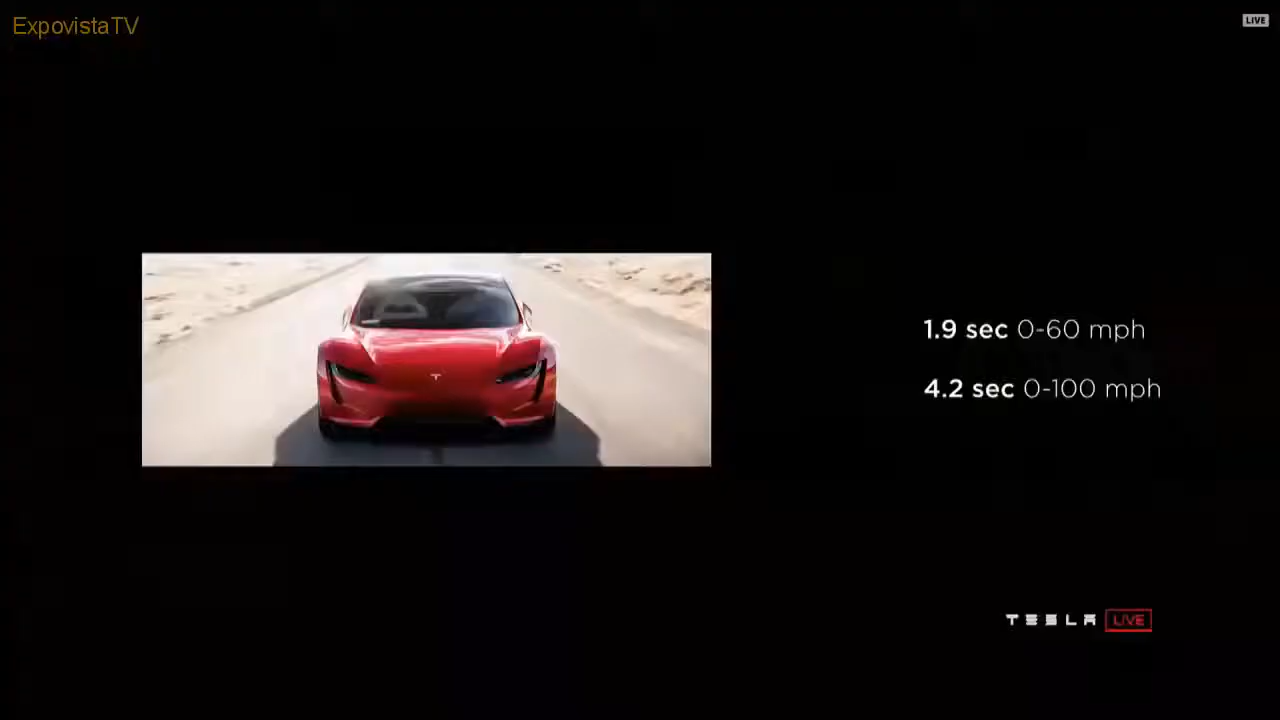 ExpovistaTV
LIVE
1.9 sec 0-60 mph
4.2 sec 0-100 mph
TESLA LIVE